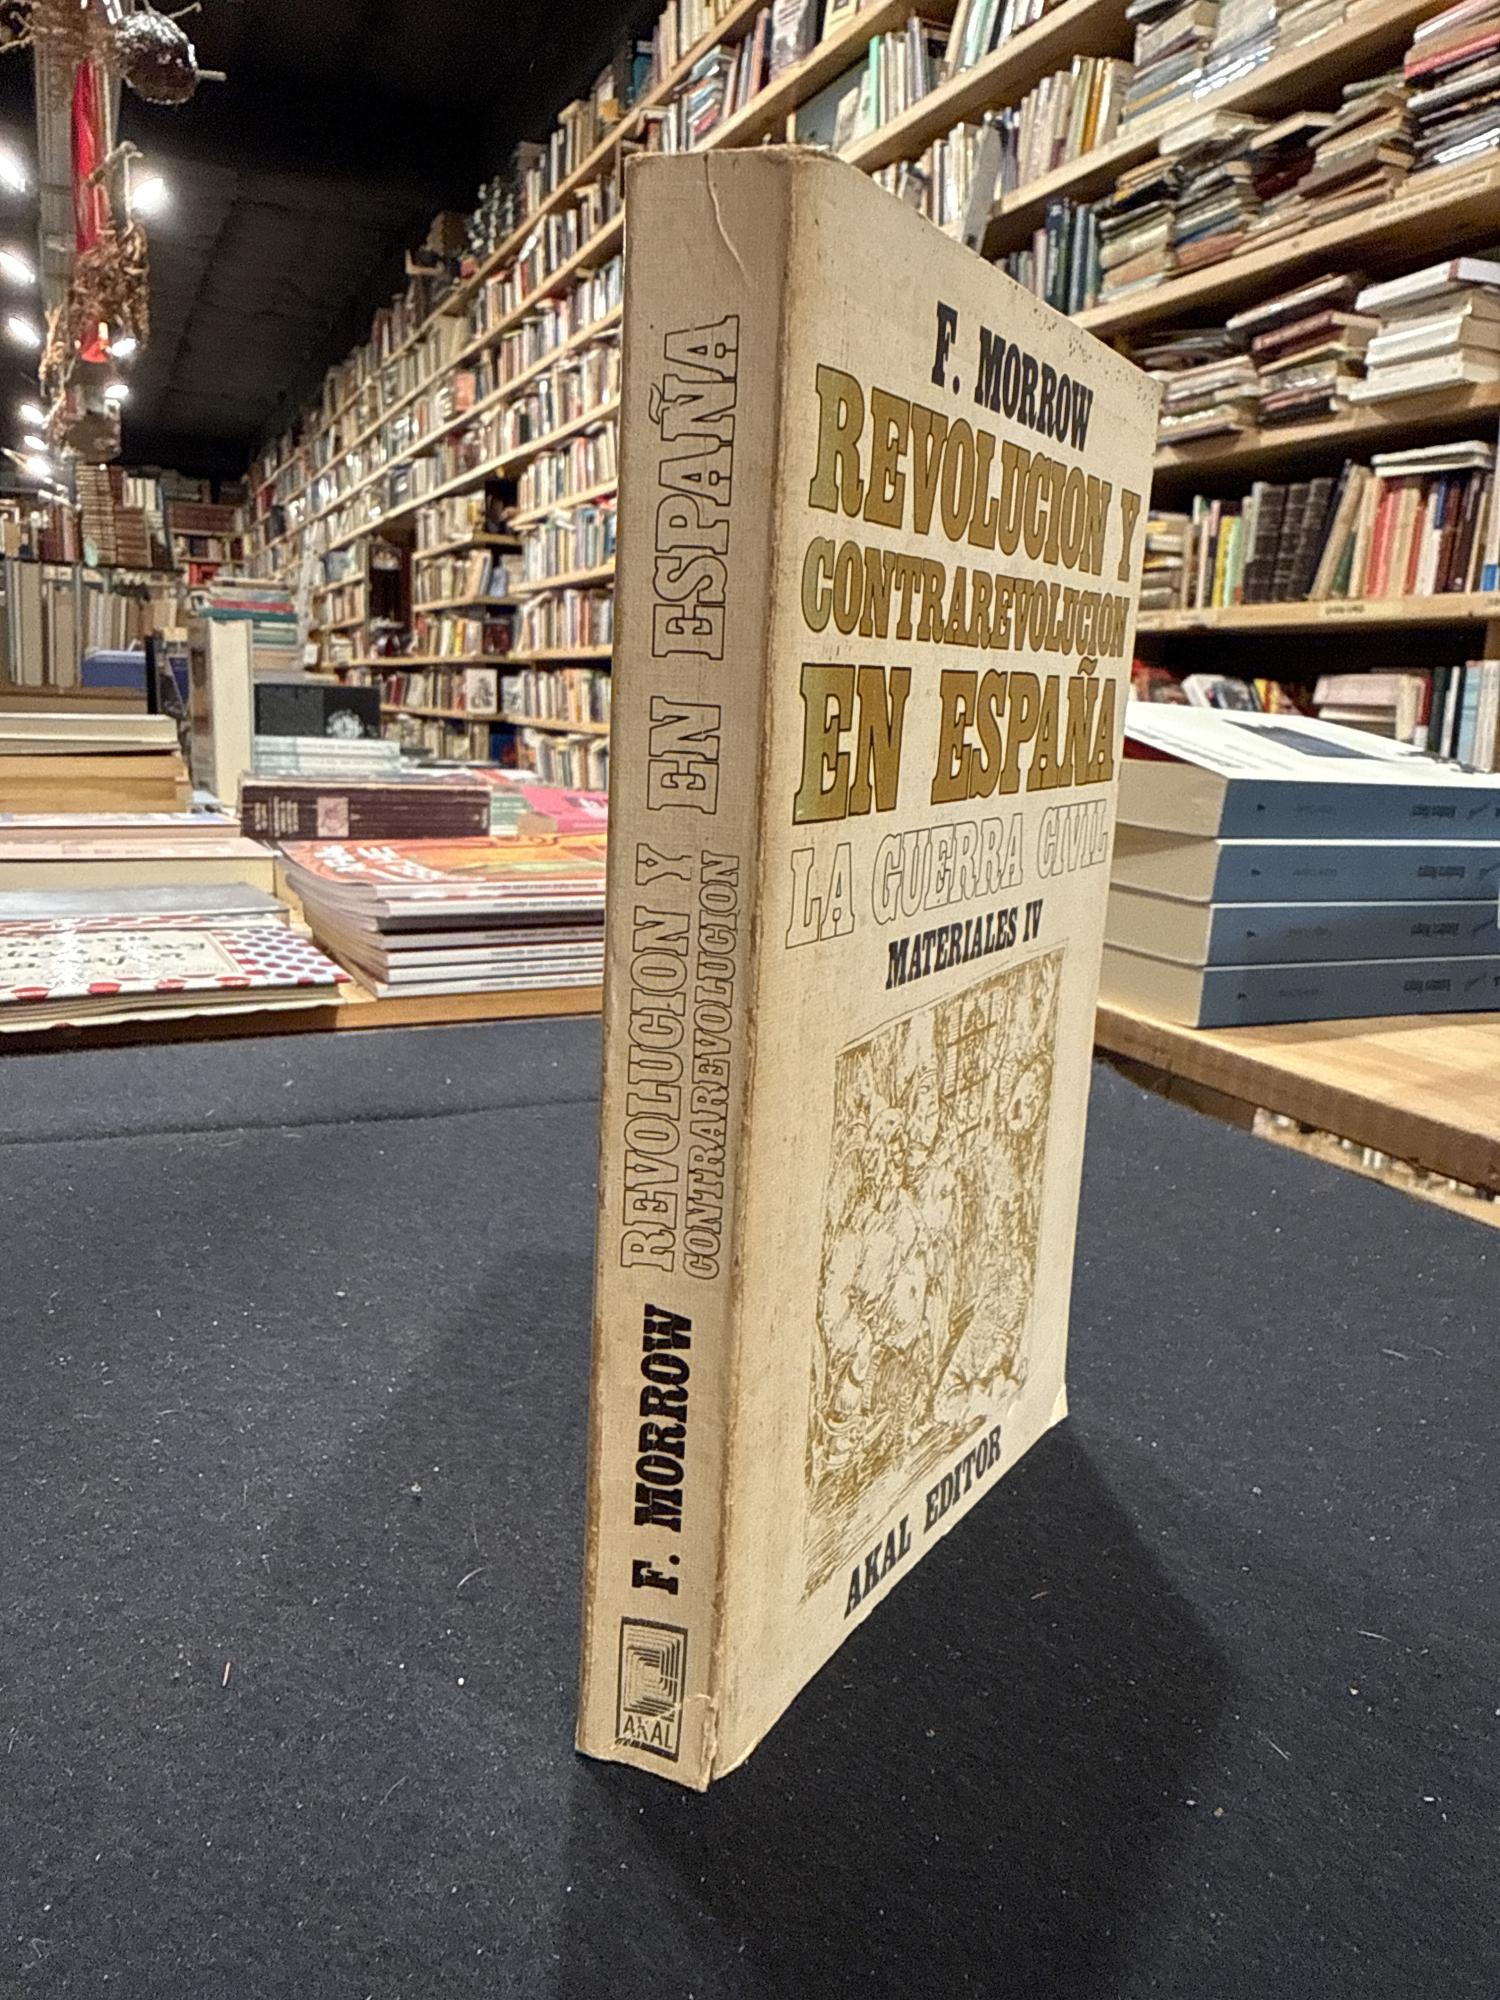 F. MORROW
REVOLUCION Y
CONTRAREVOLUCION
EN ESPAÑA
LA GUERRA CIVIL
MATERIALES IV
AKAL EDITOR
F. MORROW
REVOLUCION Y
CONTRAREVOLUCION
EN ESPAÑA
AKAL